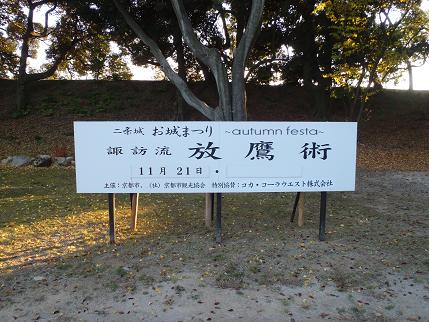 二条城 お城まつり ~autumn festa~
諏訪流 放鷹術
11月 21日 ・
主催：京都市、(社)京都市観光協会 特別協賛：コカ・コーラウエスト株式会社